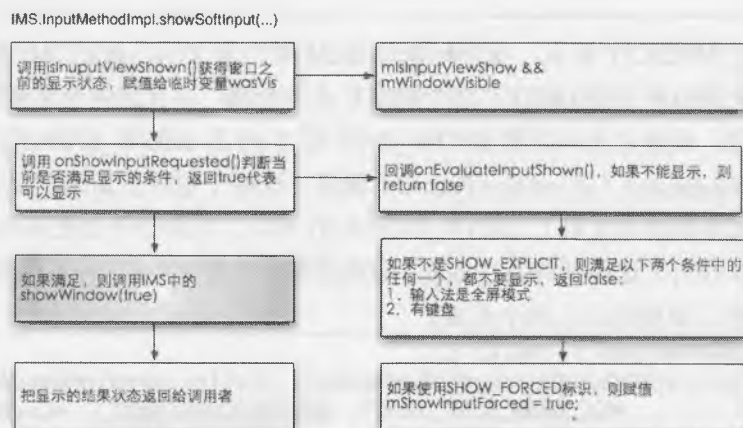 IMS.InputMethodImpl.showSoftInput(...)
调用isInuputViewShown()获得窗口之
前的显示状态，赋值给临时变量wasVis
mIsInputViewShow &&
mWindowVisible
调用 onShowInputRequested()判断当
前是否满足显示的条件，返回true代表
可以显示
回调onEvaluateInputShown()，如果不能显示，则
return false
如果满足，则调用IMS中的
showWindow(true)
如果不是SHOW_EXPLICIT，则满足以下两个条件中的
任何一个，都不要显示，返回false:
1．输入法是全屏模式
2．有键盘
把显示的结果状态返回给调用者
如果使用SHOW_FORCED标识，则赋值
mShowInputForced = true;